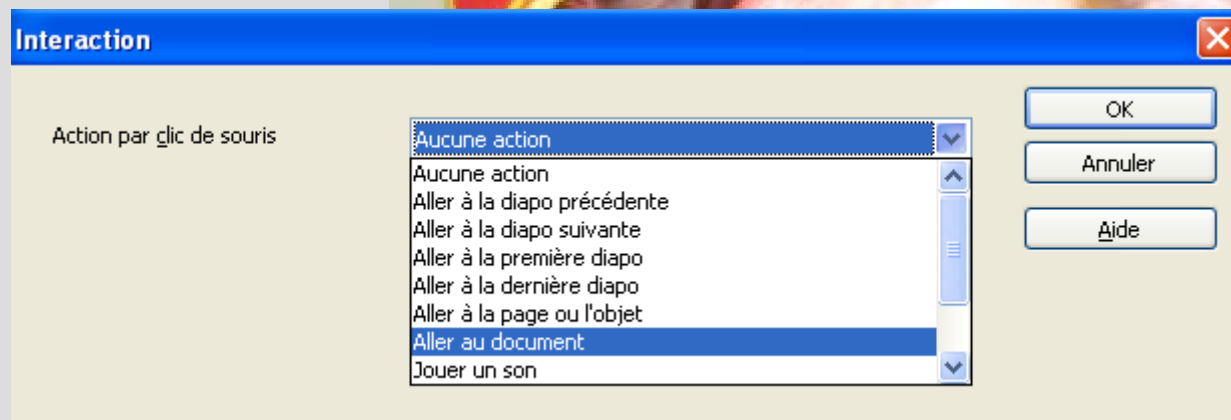 Interaction
Action par clic de souris
Aucune action
Aucune action
Aller à la diapo précédente
Aller à la diapo suivante
Aller à la première diapo
Aller à la dernière diapo
Aller à la page ou l'objet
Aller au document
Jouer un son
OK
Annuler
Aide